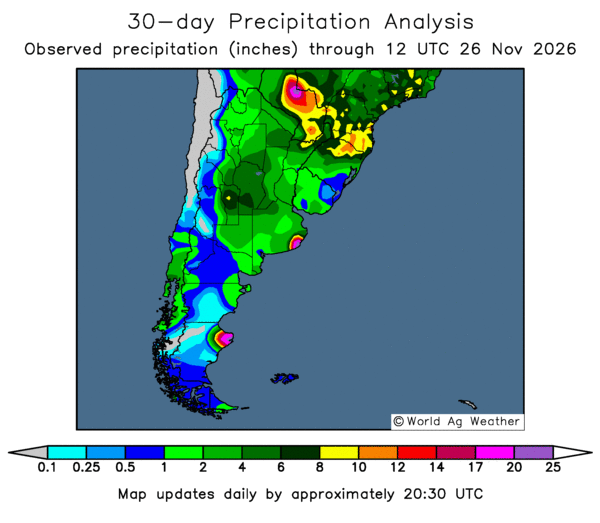 30-day Precipitation Analysis
Observed precipitation (inches) through 12 UTC 26 Nov 2026
© World Ag Weather
0.1 0.25 0.5 1 2 4 6 8 10 12 14 17 20 25
Map updates daily by approximately 20:30 UTC